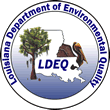 Louisiana Department of Environmental Quality
LDEQ